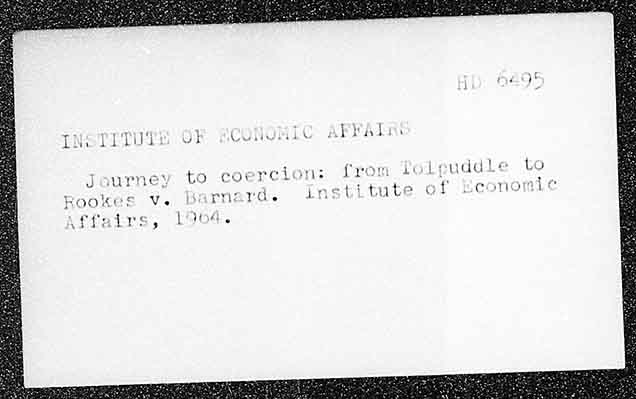 HD 6495
INSTITUTE OF ECONOMIC AFFAIRS
Journey to coercion: from Tolpuddle to
Rookes v. Barnard. Institute of Economic
Affairs, 1964.